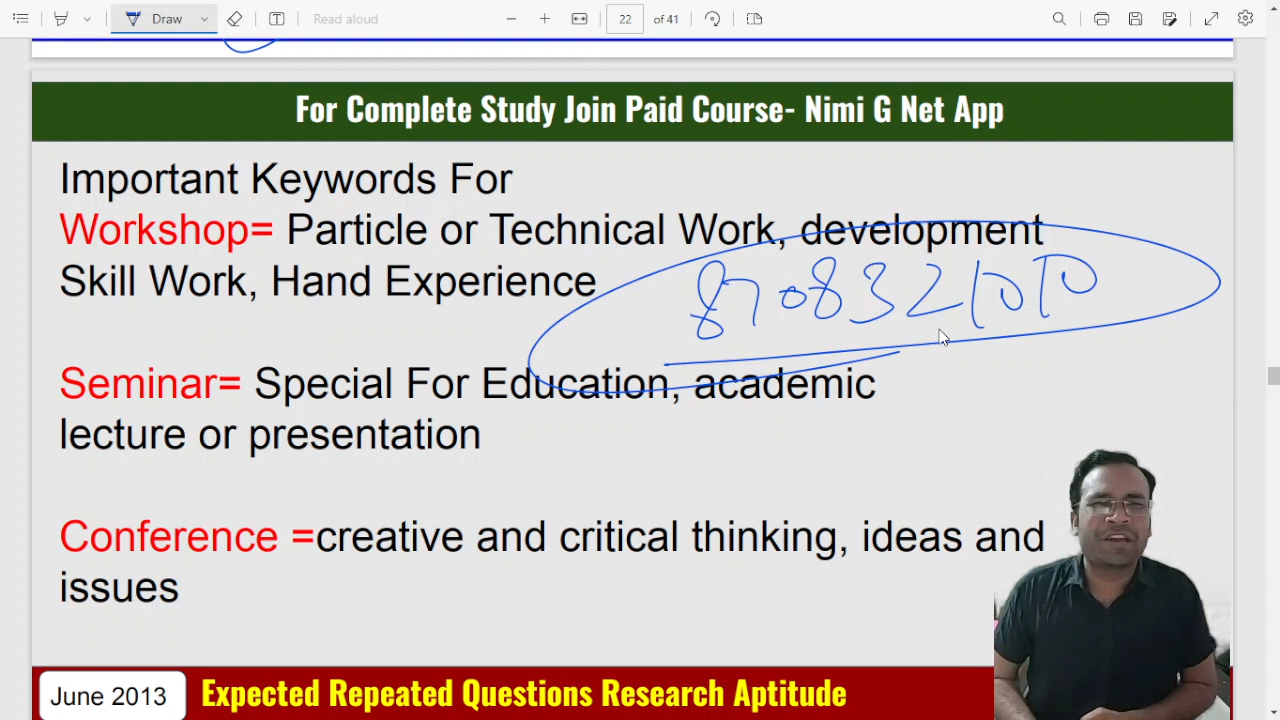 Draw
Read aloud
22 of 41
For Complete Study Join Paid Course- Nimi G Net App
Important Keywords For
Workshop= Particle or Technical Work, development
Skill Work, Hand Experience
8708321010
Seminar= Special For Education, academic
lecture or presentation
Conference =creative and critical thinking, ideas and
issues
June 2013
Expected Repeated Questions Research Aptitude